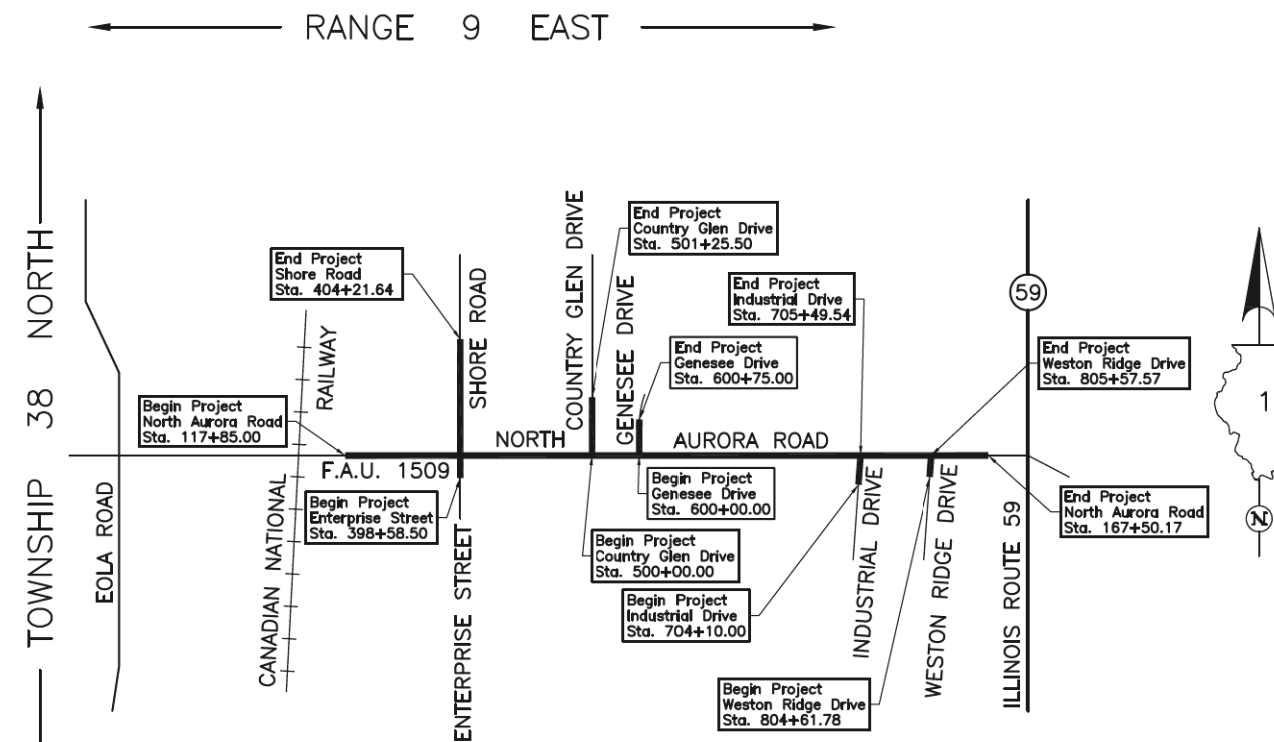 RANGE 9 EAST
TOWNSHIP 38 NORTH
EOLA ROAD
CANADIAN NATIONAL
RAILWAY
End Project
Shore Road
Sta. 404+21.64
SHORE ROAD
COUNTRY GLEN DRIVE
End Project
Country Glen Drive
Sta. 501+25.50
GENESEE DRIVE
End Project
Genesee Drive
Sta. 600+75.00
End Project
Industrial Drive
Sta. 705+49.54
59
End Project
Weston Ridge Drive
Sta. 805+57.57
1
Begin Project
North Aurora Road
Sta. 117+85.00
NORTH AURORA ROAD
F.A.U. 1509
Begin Project
Enterprise Street
Sta. 398+58.50
ENTERPRISE STREET
Begin Project
Genesee Drive
Sta. 600+00.00
Begin Project
Country Glen Drive
Sta. 500+00.00
Begin Project
Industrial Drive
Sta. 704+10.00
INDUSTRIAL DRIVE
WESTON RIDGE DRIVE
Begin Project
Weston Ridge Drive
Sta. 804+61.78
ILLINOIS ROUTE 59
End Project
North Aurora Road
Sta. 167+50.17
N